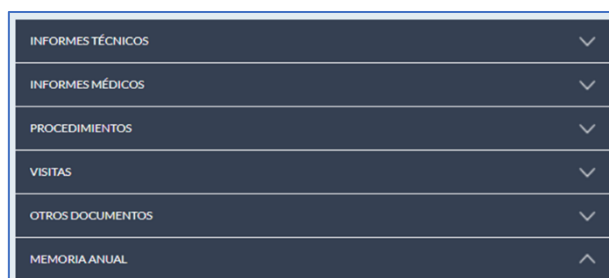 INFORMES TÉCNICOS
INFORMES MÉDICOS
PROCEDIMIENTOS
VISITAS
OTROS DOCUMENTOS
MEMORIA ANUAL